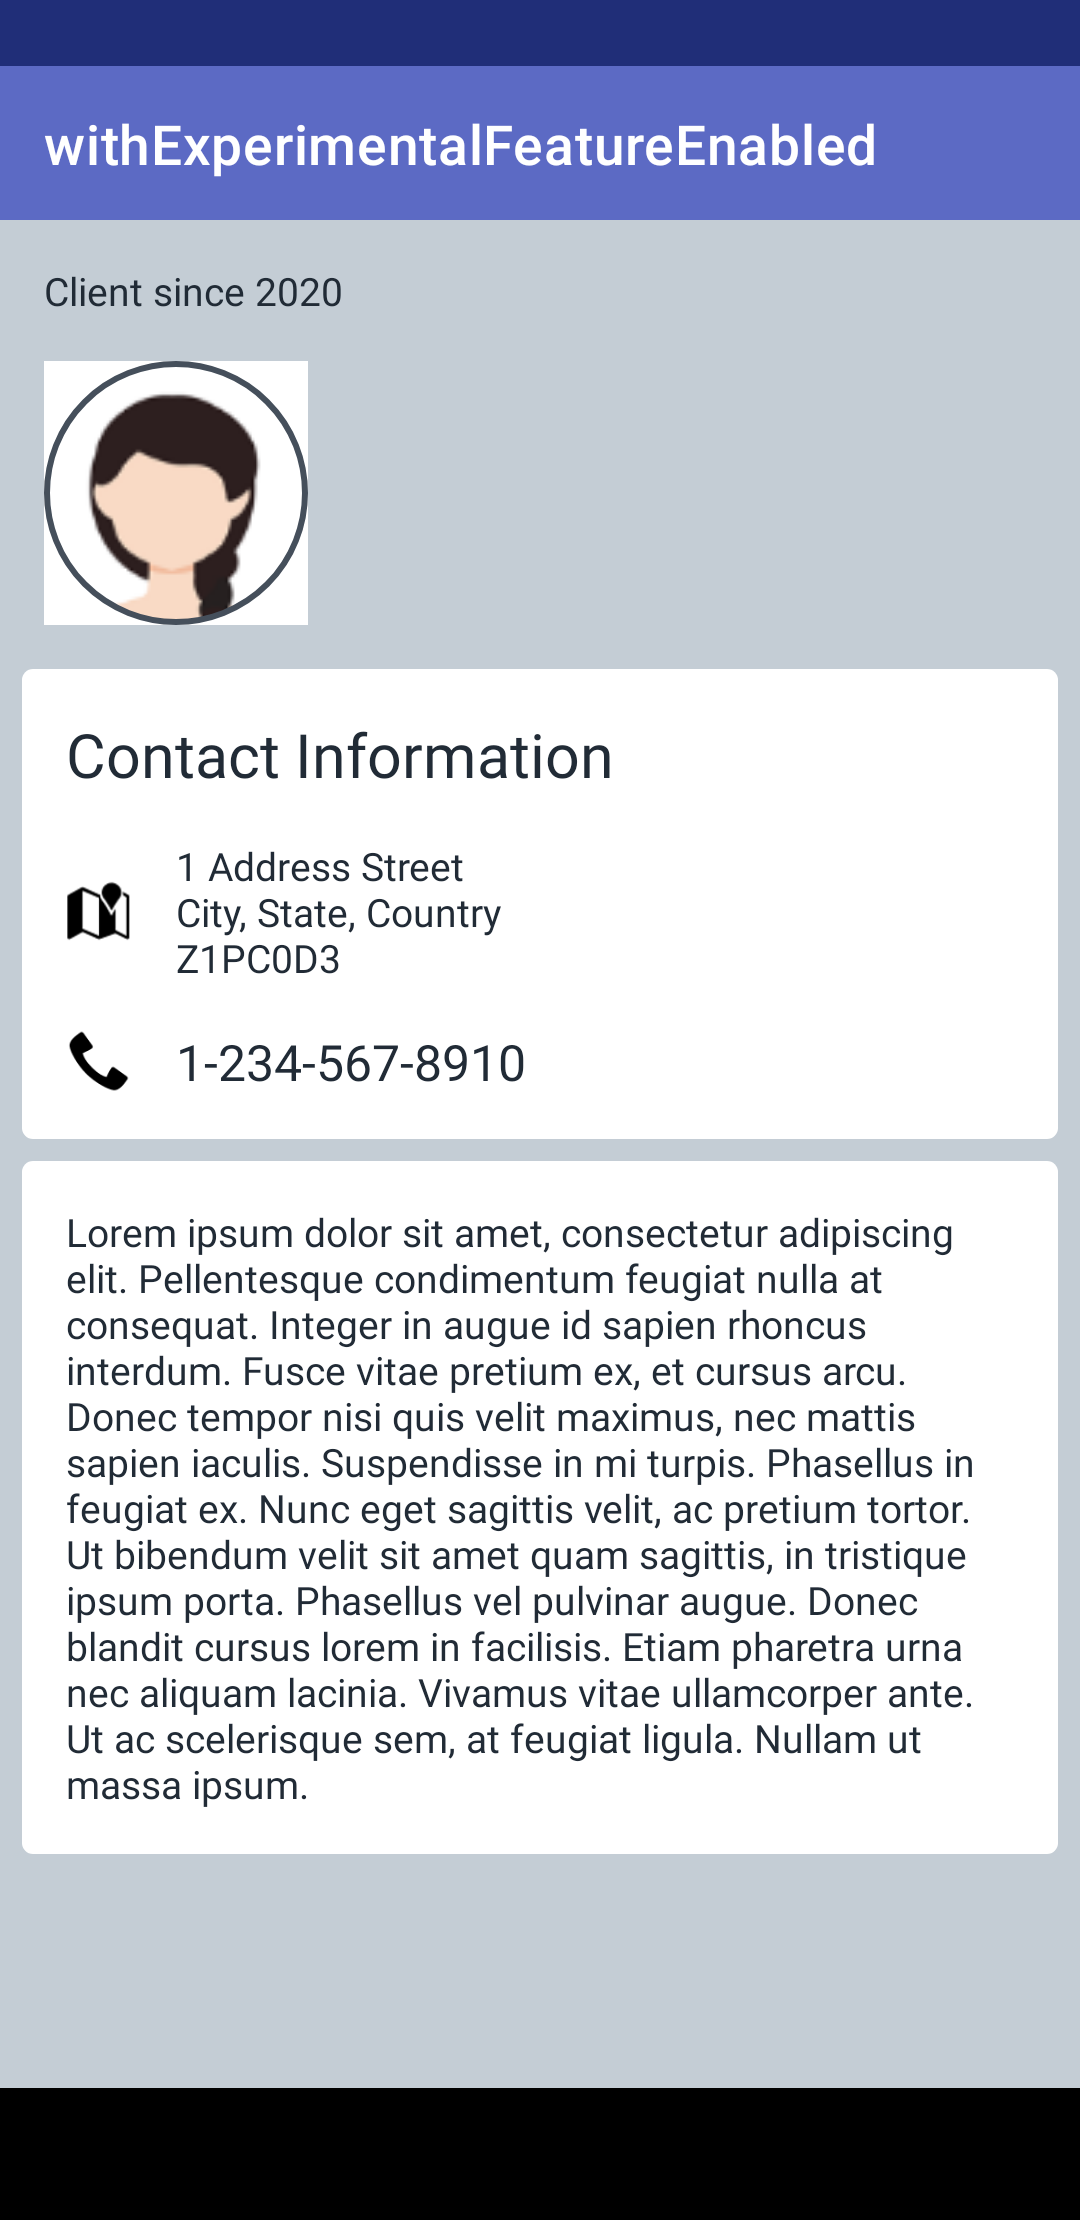 withExperimentalFeatureEnabled
Client since 2020
Contact Information
1 Address Street
City, State, Country
Z1PC0D3
1-234-567-8910
Lorem ipsum dolor sit amet, consectetur adipiscing
elit. Pellentesque condimentum feugiat nulla at
consequat. Integer in augue id sapien rhoncus
interdum. Fusce vitae pretium ex, et cursus arcu.
Donec tempor nisi quis velit maximus, nec mattis
sapien iaculis. Suspendisse in mi turpis. Phasellus in
feugiat ex. Nunc eget sagittis velit, ac pretium tortor.
Ut bibendum velit sit amet quam sagittis, in tristique
ipsum porta. Phasellus vel pulvinar augue. Donec
blandit cursus lorem in facilisis. Etiam pharetra urna
nec aliquam lacinia. Vivamus vitae ullamcorper ante.
Ut ac scelerisque sem, at feugiat ligula. Nullam ut
massa ipsum.